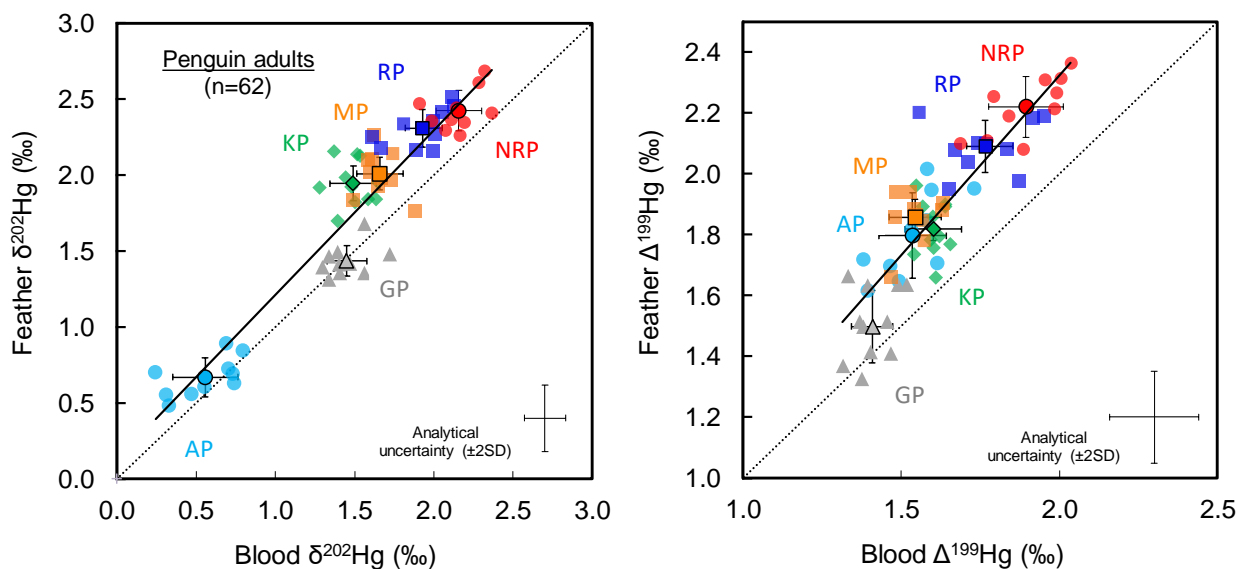 Penguin adults
(n=62)
RP
MP
KP
NRP
GP
AP
Analytical
uncertainty (±2SD)
Feather δ²⁰²Hg (‰)
3.0
2.5
2.0
1.5
1.0
0.5
0.0
0.0 0.5 1.0 1.5 2.0 2.5 3.0
Blood δ²⁰²Hg (‰)
NRP
RP
MP
AP
KP
GP
Analytical
uncertainty (±2SD)
Feather Δ¹⁹⁹Hg (‰)
2.4
2.2
2.0
1.8
1.6
1.4
1.2
1.0
1.0 1.5 2.0 2.5
Blood Δ¹⁹⁹Hg (‰)